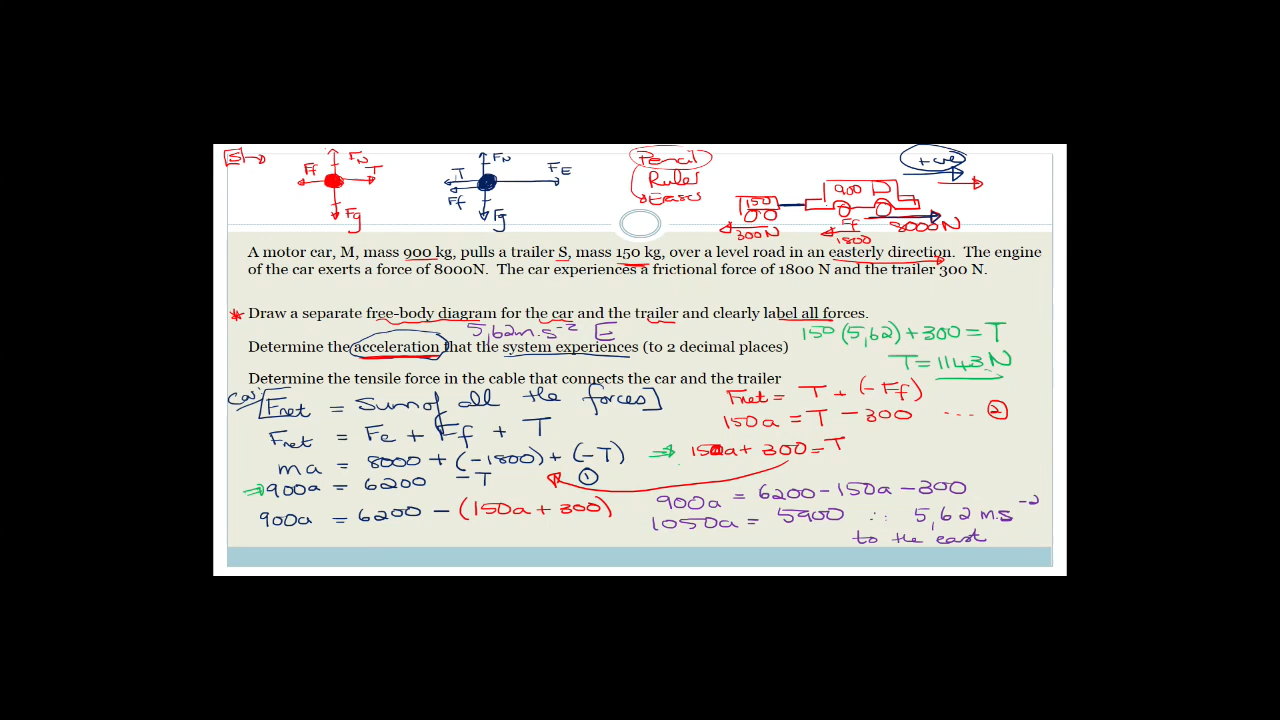 S
Ff FN T
Fg
T FN FE
Ff
Fg
Pencil
Ruler
Eraser
+ve
150 900
300N Ff 8000N
1800
A motor car, M, mass 900 kg, pulls a trailer S, mass 150 kg, over a level road in an easterly direction. The engine
of the car exerts a force of 8000N. The car experiences a frictional force of 1800 N and the trailer 300 N.
* Draw a separate free-body diagram for the car and the trailer and clearly label all forces.
5,62m.s⁻² E
Determine the acceleration that the system experiences (to 2 decimal places)
150(5,62) + 300 = T
T = 1143N
Determine the tensile force in the cable that connects the car and the trailer
Car: [Fnet = Sum of all the forces]
Fnet = Fe + Ff + T
ma = 8000 + (-1800) + (-T)
⇒ 900a = 6200 - T ①
900a = 6200 - (150a + 300)
Fnet = T + (-Ff)
150a = T - 300 ... ②
⇒ 150a + 300 = T
900a = 6200 - 150a - 300
1050a = 5900 ∴ 5,62 m.s⁻²
to the east